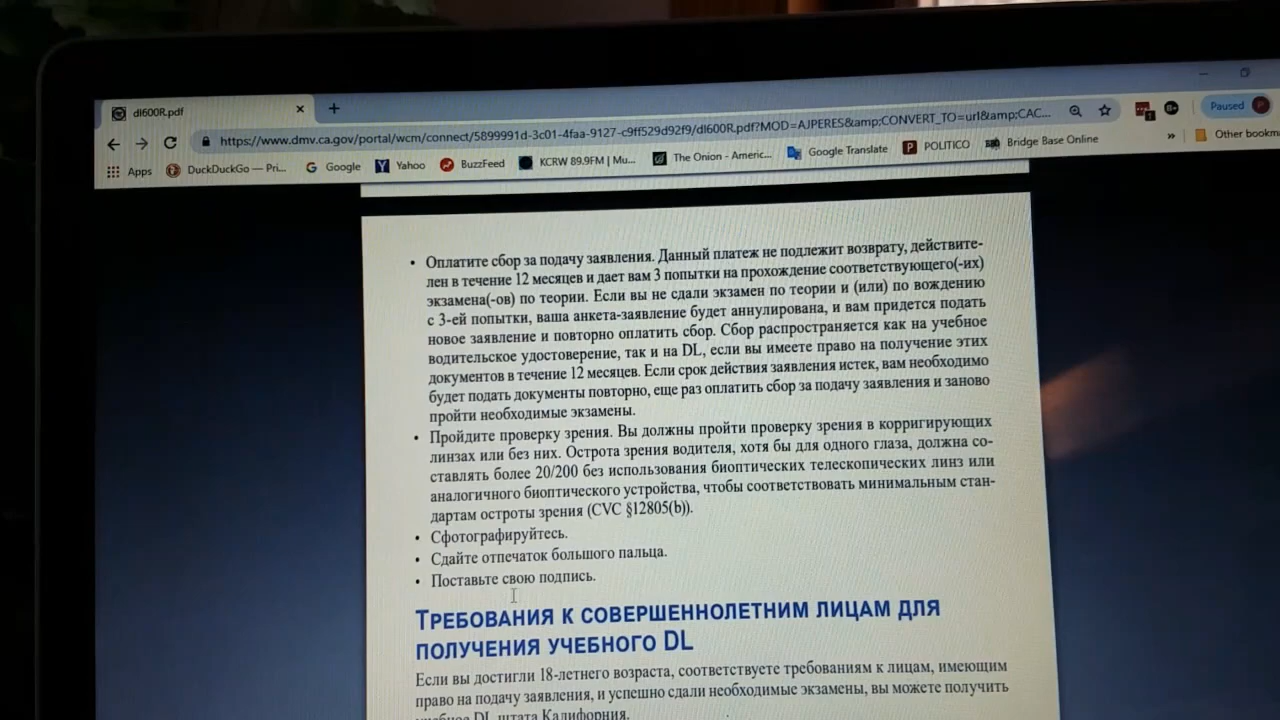 dl600R.pdf
https://www.dmv.ca.gov/portal/wcm/connect/5899991d-3c01-4faa-9127-c9ff529d92f9/dl600R.pdf?MOD=AJPERES&amp;CONVERT_TO=url&amp;CAC...
Paused P
Apps DuckDuckGo — Pri... Google Yahoo BuzzFeed KCRW 89.9FM | Mu... The Onion - Americ... Google Translate POLITICO Bridge Base Online » Other bookm
• Оплатите сбор за подачу заявления. Данный платеж не подлежит возврату, действите-
лен в течение 12 месяцев и дает вам 3 попытки на прохождение соответствующего(-их)
экзамена(-ов) по теории. Если вы не сдали экзамен по теории и (или) по вождению
с 3-ей попытки, ваша анкета-заявление будет аннулирована, и вам придется подать
новое заявление и повторно оплатить сбор. Сбор распространяется как на учебное
водительское удостоверение, так и на DL, если вы имеете право на получение этих
документов в течение 12 месяцев. Если срок действия заявления истек, вам необходимо
будет подать документы повторно, еще раз оплатить сбор за подачу заявления и заново
пройти необходимые экзамены.
• Пройдите проверку зрения. Вы должны пройти проверку зрения в корригирующих
линзах или без них. Острота зрения водителя, хотя бы для одного глаза, должна со-
ставлять более 20/200 без использования биоптических телескопических линз или
аналогичного биоптического устройства, чтобы соответствовать минимальным стан-
дартам остроты зрения (CVC §12805(b)).
• Сфотографируйтесь.
• Сдайте отпечаток большого пальца.
• Поставьте свою подпись.
ТРЕБОВАНИЯ К СОВЕРШЕННОЛЕТНИМ ЛИЦАМ ДЛЯ
ПОЛУЧЕНИЯ УЧЕБНОГО DL
Если вы достигли 18-летнего возраста, соответствуете требованиям к лицам, имеющим
право на подачу заявления, и успешно сдали необходимые экзамены, вы можете получить
учебное DL штата Калифорния.